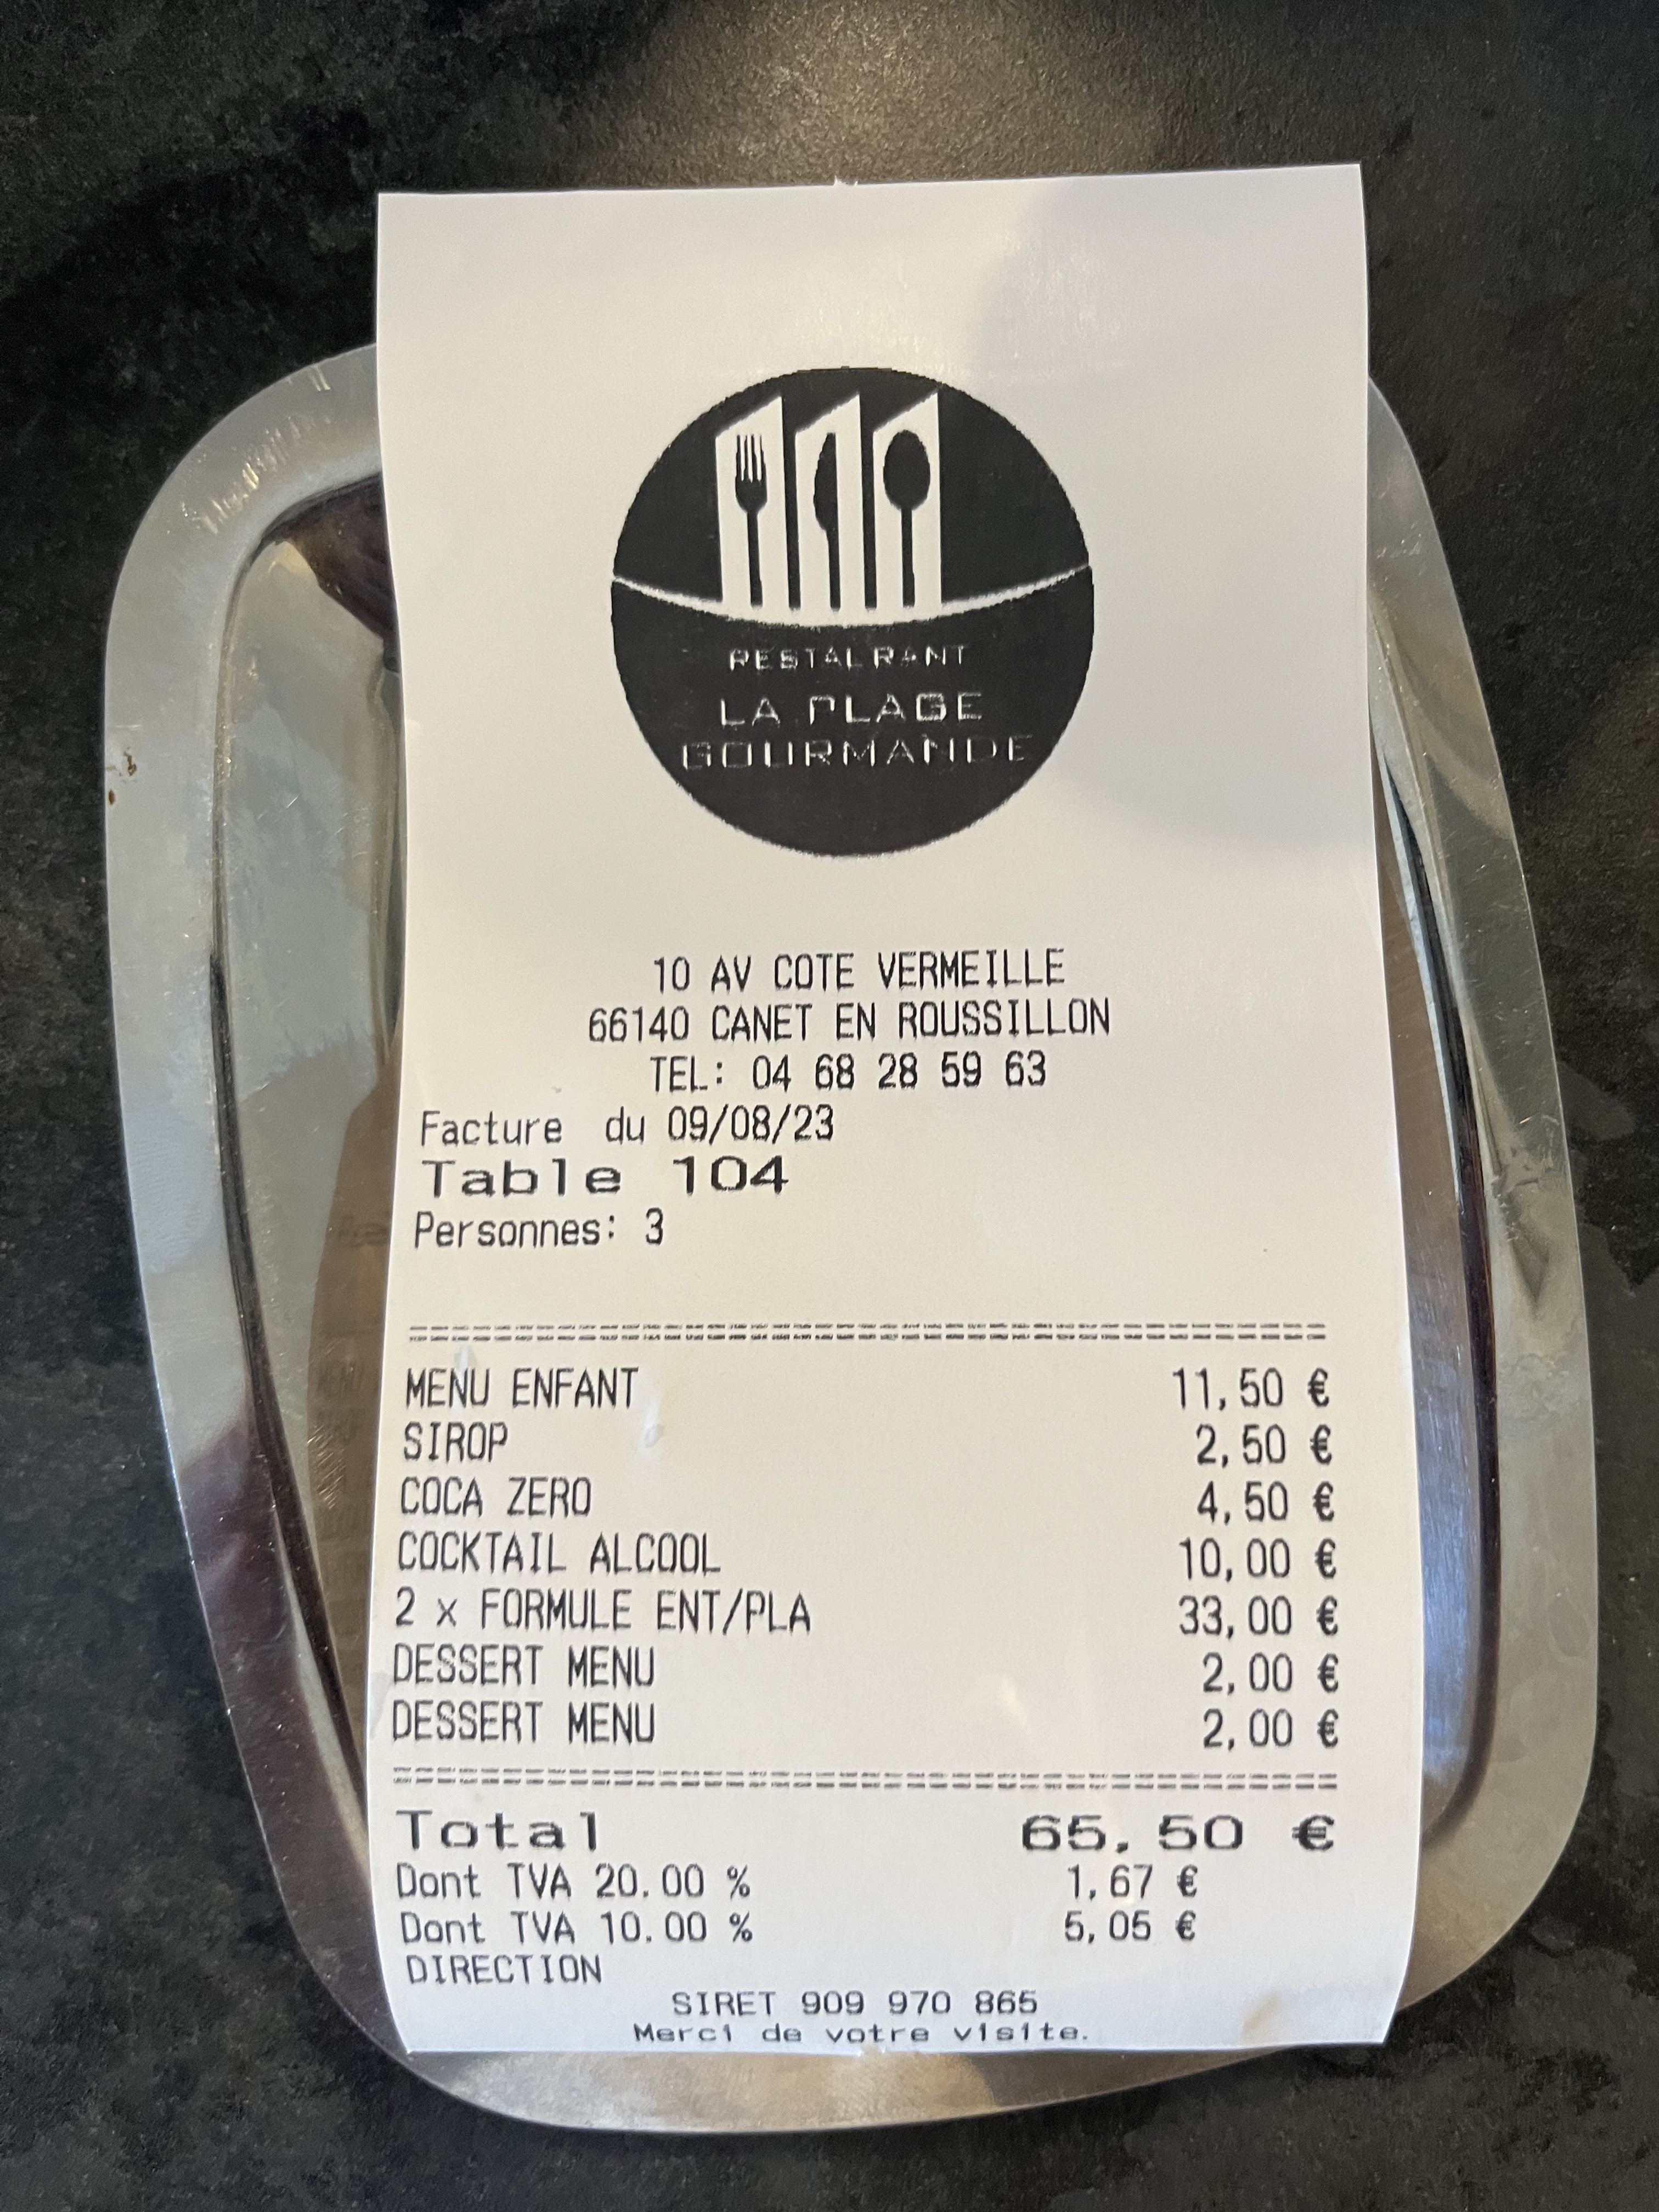 RESTAURANT
LA PLAGE
GOURMANDE
10 AV COTE VERMEILLE
66140 CANET EN ROUSSILLON
TEL: 04 68 28 59 63
Facture du 09/08/23
Table 104
Personnes: 3
MENU ENFANT 11,50 €
SIROP 2,50 €
COCA ZERO 4,50 €
COCKTAIL ALCOOL 10,00 €
2 x FORMULE ENT/PLA 33,00 €
DESSERT MENU 2,00 €
DESSERT MENU 2,00 €
Total 65,50 €
Dont TVA 20.00 % 1,67 €
Dont TVA 10.00 % 5,05 €
DIRECTION
SIRET 909 970 865
Merci de votre visite.